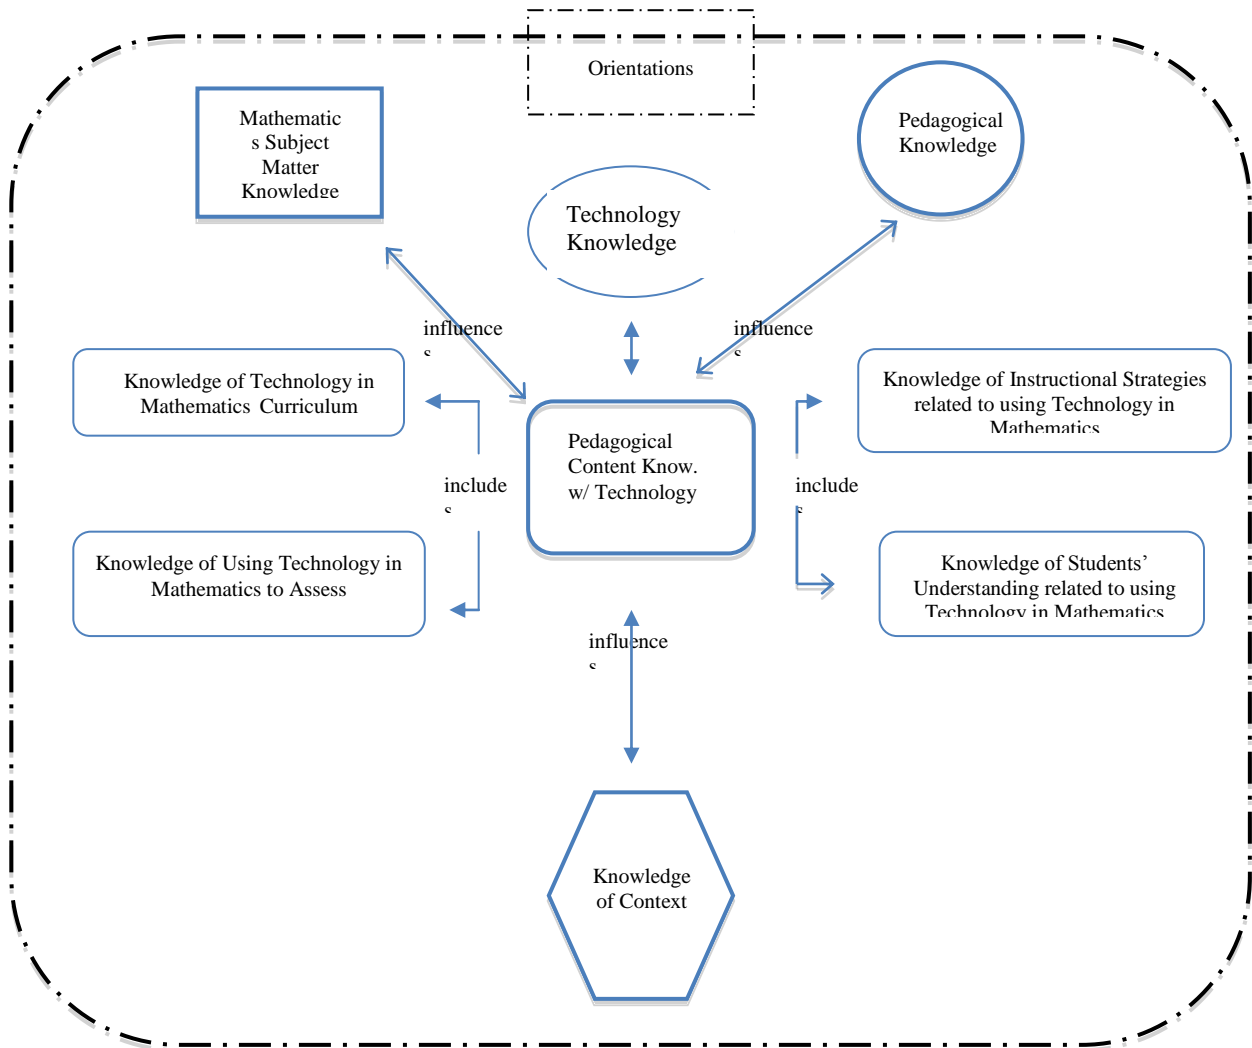 Orientations
Mathematic
s Subject
Matter
Knowledge
Pedagogical
Knowledge
Technology
Knowledge
influence
s
influence
s
Knowledge of Technology in
Mathematics Curriculum
Knowledge of Instructional Strategies
related to using Technology in
Mathematics
Pedagogical
Content Know.
w/ Technology
include
s
include
s
Knowledge of Using Technology in
Mathematics to Assess
Knowledge of Students’
Understanding related to using
Technology in Mathematics
influence
s
Knowledge
of Context